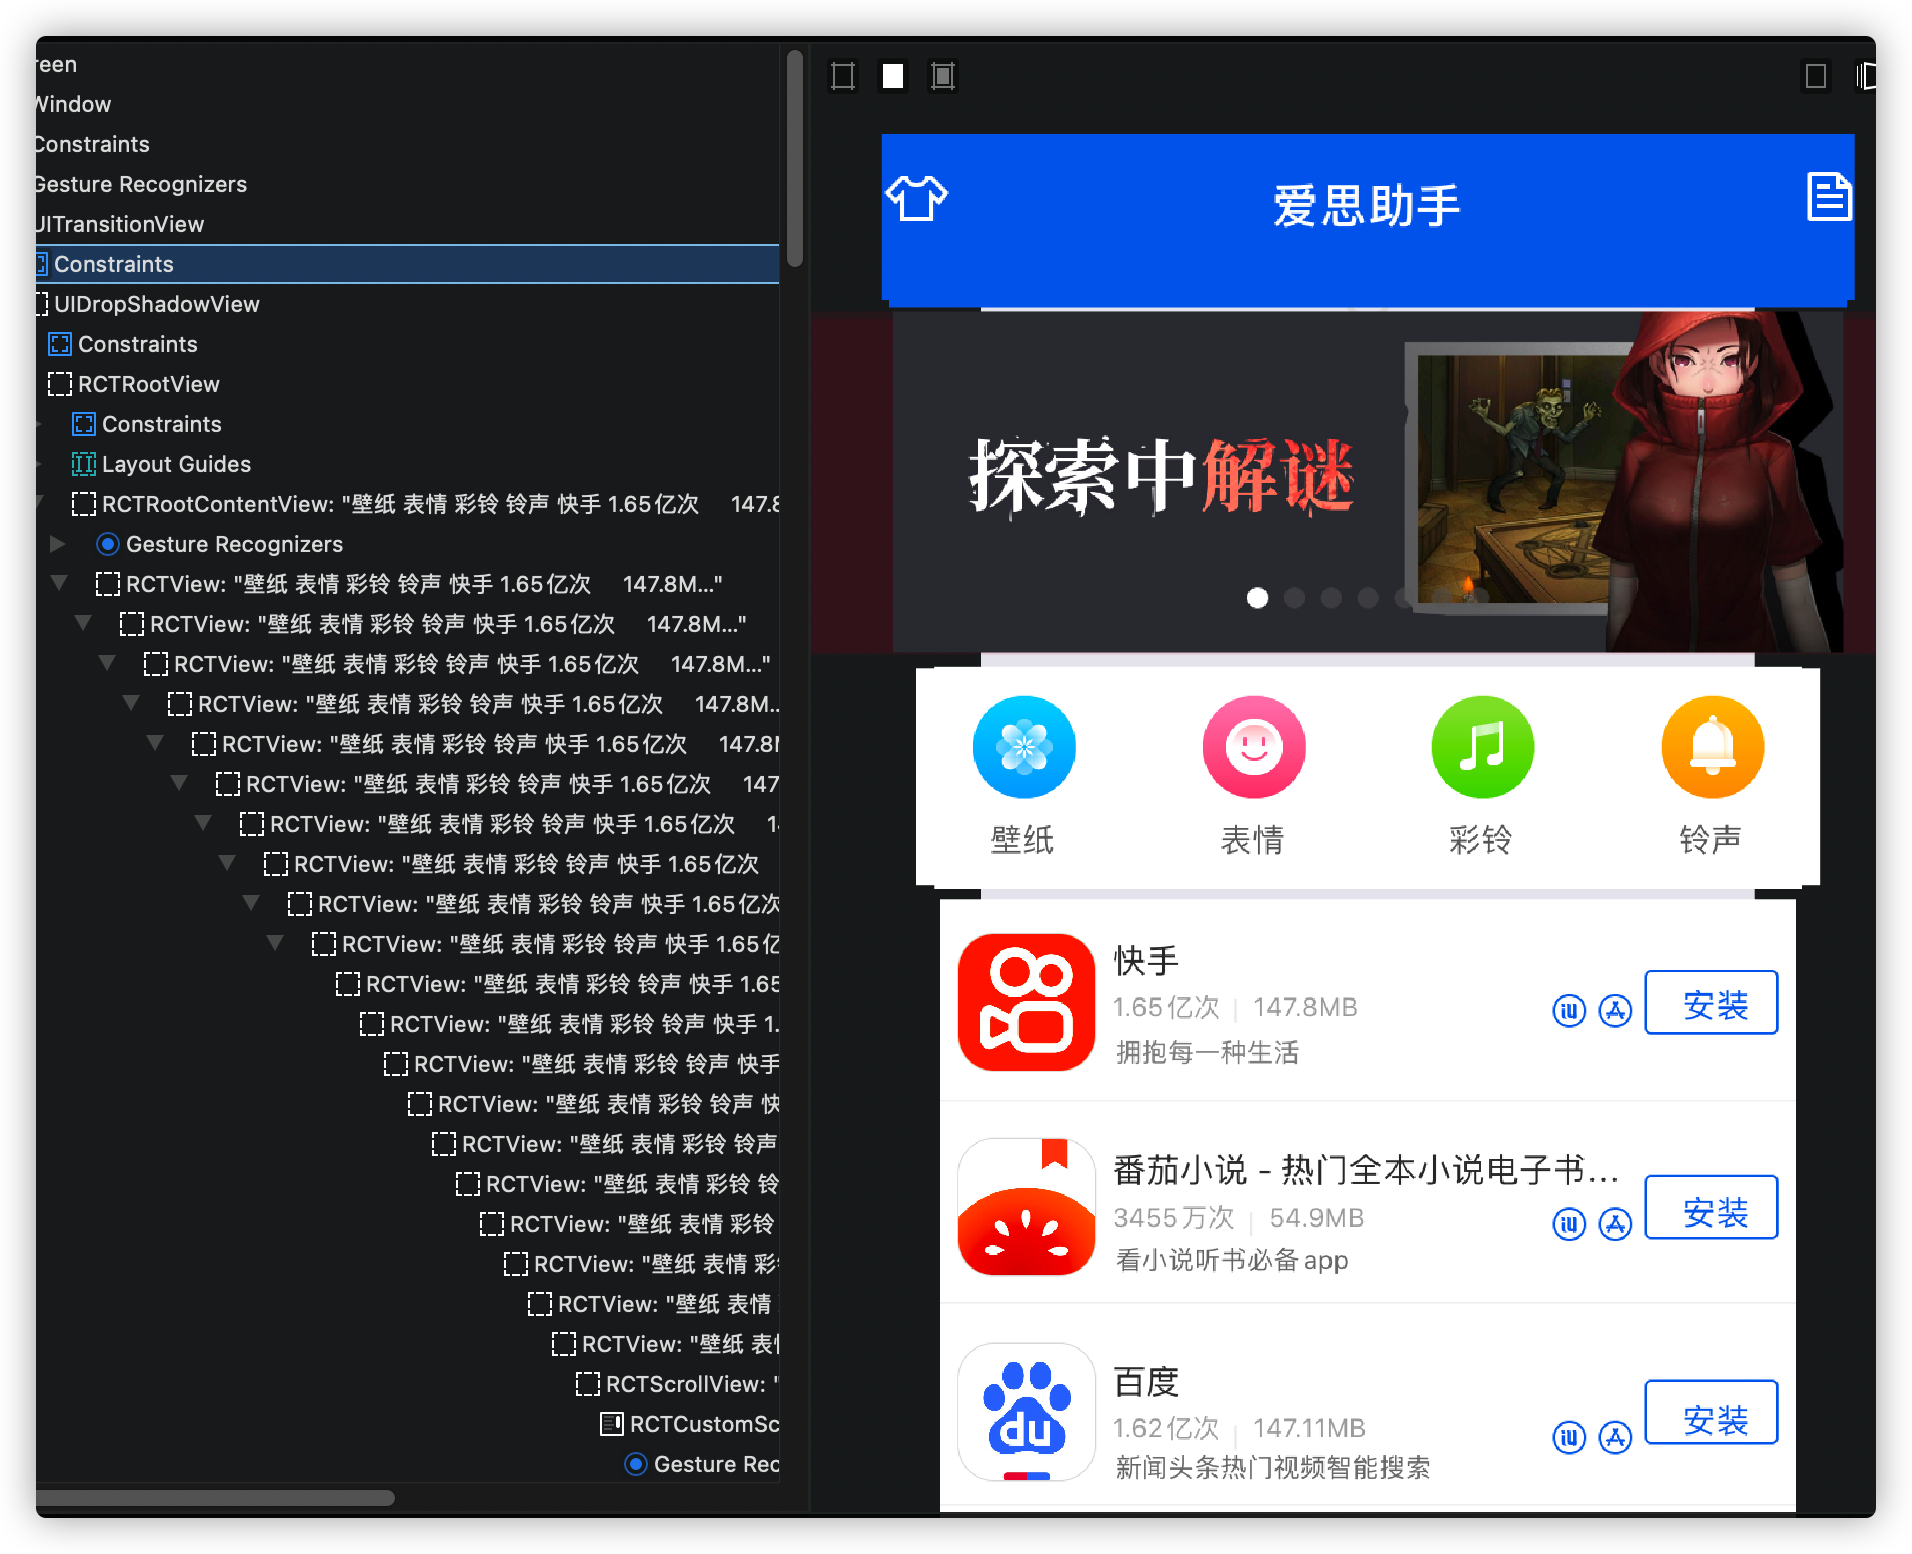 reen
Window
Constraints
Gesture Recognizers
UITransitionView
Constraints
UIDropShadowView
Constraints
RCTRootView
Constraints
Layout Guides
RCTRootContentView: "壁纸 表情 彩铃 铃声 快手 1.65亿次 147.8
Gesture Recognizers
RCTView: "壁纸 表情 彩铃 铃声 快手 1.65亿次 147.8M..."
RCTView: "壁纸 表情 彩铃 铃声 快手 1.65亿次 147.8M..."
RCTView: "壁纸 表情 彩铃 铃声 快手 1.65亿次 147.8M..."
RCTView: "壁纸 表情 彩铃 铃声 快手 1.65亿次 147.8M..
RCTView: "壁纸 表情 彩铃 铃声 快手 1.65亿次 147.8
RCTView: "壁纸 表情 彩铃 铃声 快手 1.65亿次 147
RCTView: "壁纸 表情 彩铃 铃声 快手 1.65亿次 1
RCTView: "壁纸 表情 彩铃 铃声 快手 1.65亿次
RCTView: "壁纸 表情 彩铃 铃声 快手 1.65亿次
RCTView: "壁纸 表情 彩铃 铃声 快手 1.65亿
RCTView: "壁纸 表情 彩铃 铃声 快手 1.65
RCTView: "壁纸 表情 彩铃 铃声 快手 1.
RCTView: "壁纸 表情 彩铃 铃声 快手
RCTView: "壁纸 表情 彩铃 铃声 快
RCTView: "壁纸 表情 彩铃 铃声
RCTView: "壁纸 表情 彩铃 铃
RCTView: "壁纸 表情 彩铃
RCTView: "壁纸 表情 彩
RCTView: "壁纸 表情
RCTView: "壁纸 表情
RCTScrollView: "
RCTCustomSc
Gesture Rec
爱思助手
探索中解谜
壁纸 表情 彩铃 铃声
快手
1.65亿次 147.8MB
拥抱每一种生活
iU
安装
番茄小说 - 热门全本小说电子书...
3455万次 54.9MB
看小说听书必备app
iU
安装
du
百度
1.62亿次 147.11MB
新闻头条热门视频智能搜索
iU
安装